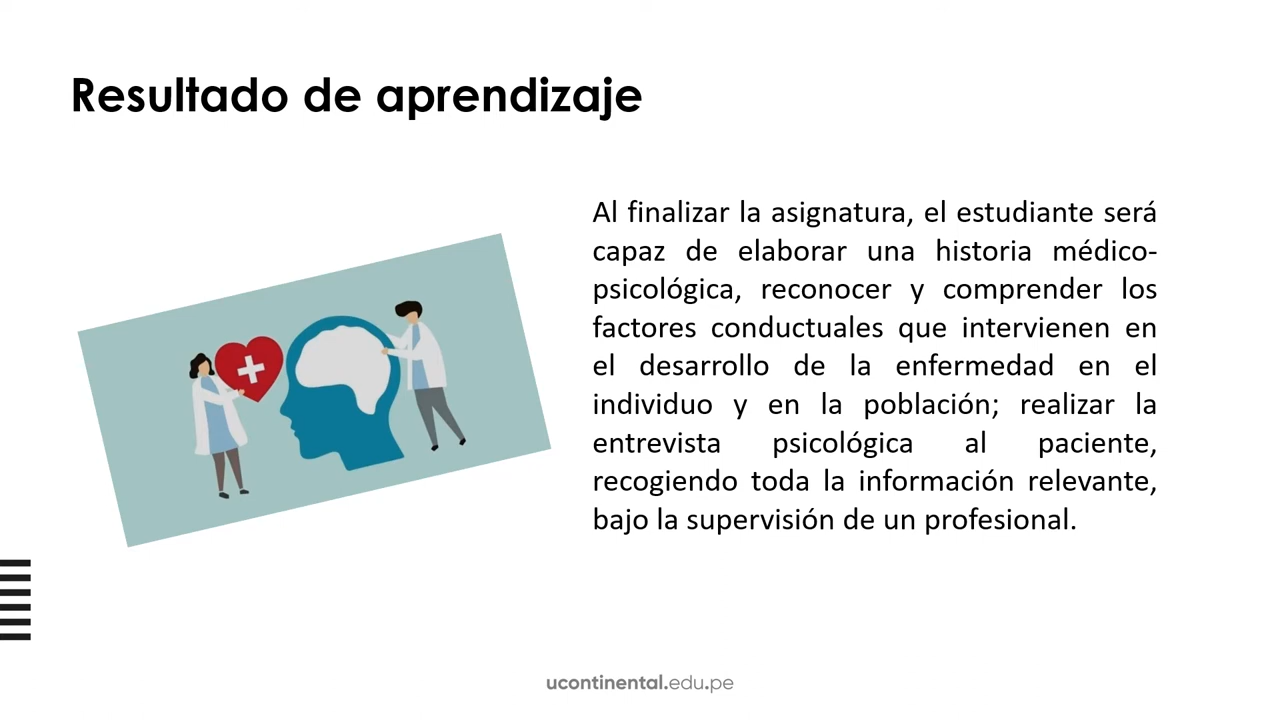 Resultado de aprendizaje
Al finalizar la asignatura, el estudiante será
capaz de elaborar una historia médico-
psicológica, reconocer y comprender los
factores conductuales que intervienen en
el desarrollo de la enfermedad en el
individuo y en la población; realizar la
entrevista psicológica al paciente,
recogiendo toda la información relevante,
bajo la supervisión de un profesional.
ucontinental.edu.pe